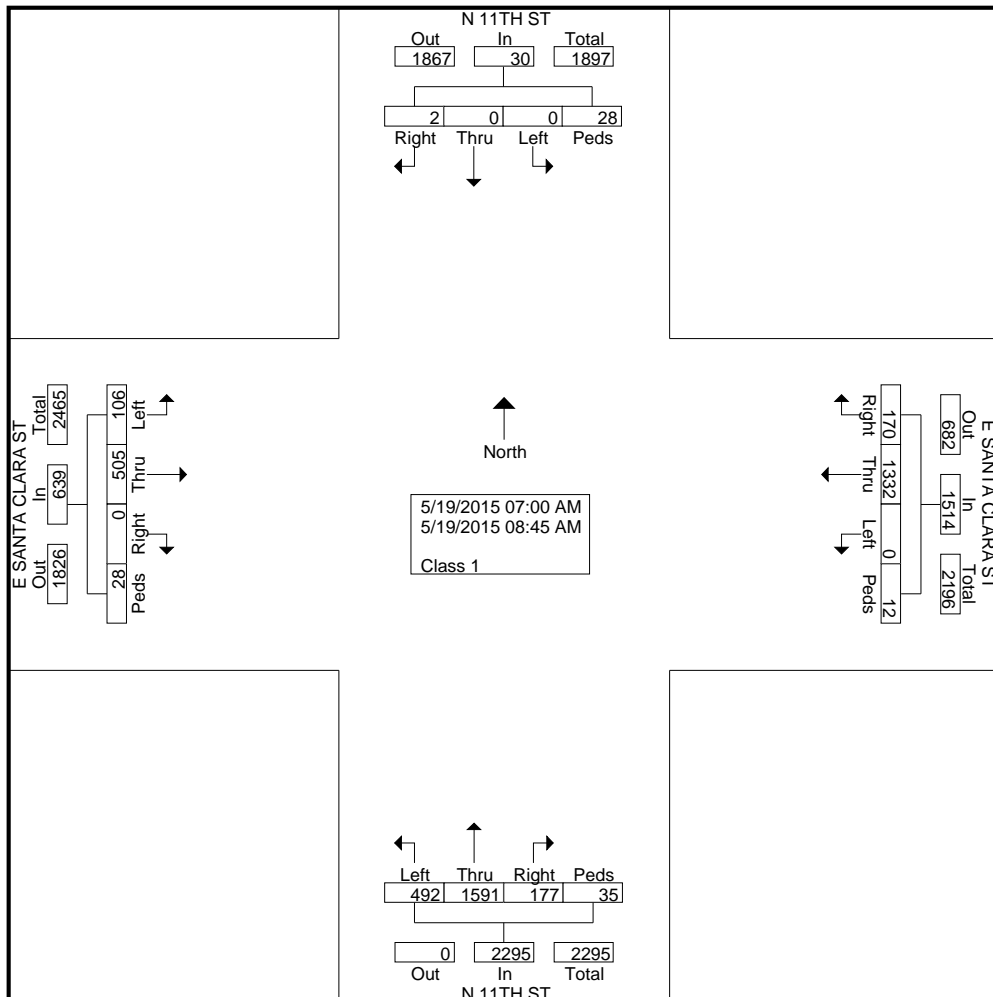 N 11TH ST
Out In Total
1867 30 1897
2 0 0 28
Right Thru Left Peds
E SANTA CLARA ST
Total In Out
2465 639 1826
106 505 0 28
Left Thru Right Peds
North
5/19/2015 07:00 AM
5/19/2015 08:45 AM
Class 1
Right Thru Left Peds
170 1332 0 12
682 1514 2196
Out In Total
E SANTA CLARA ST
Left Thru Right Peds
492 1591 177 35
0 2295 2295
Out In Total
N 11TH ST